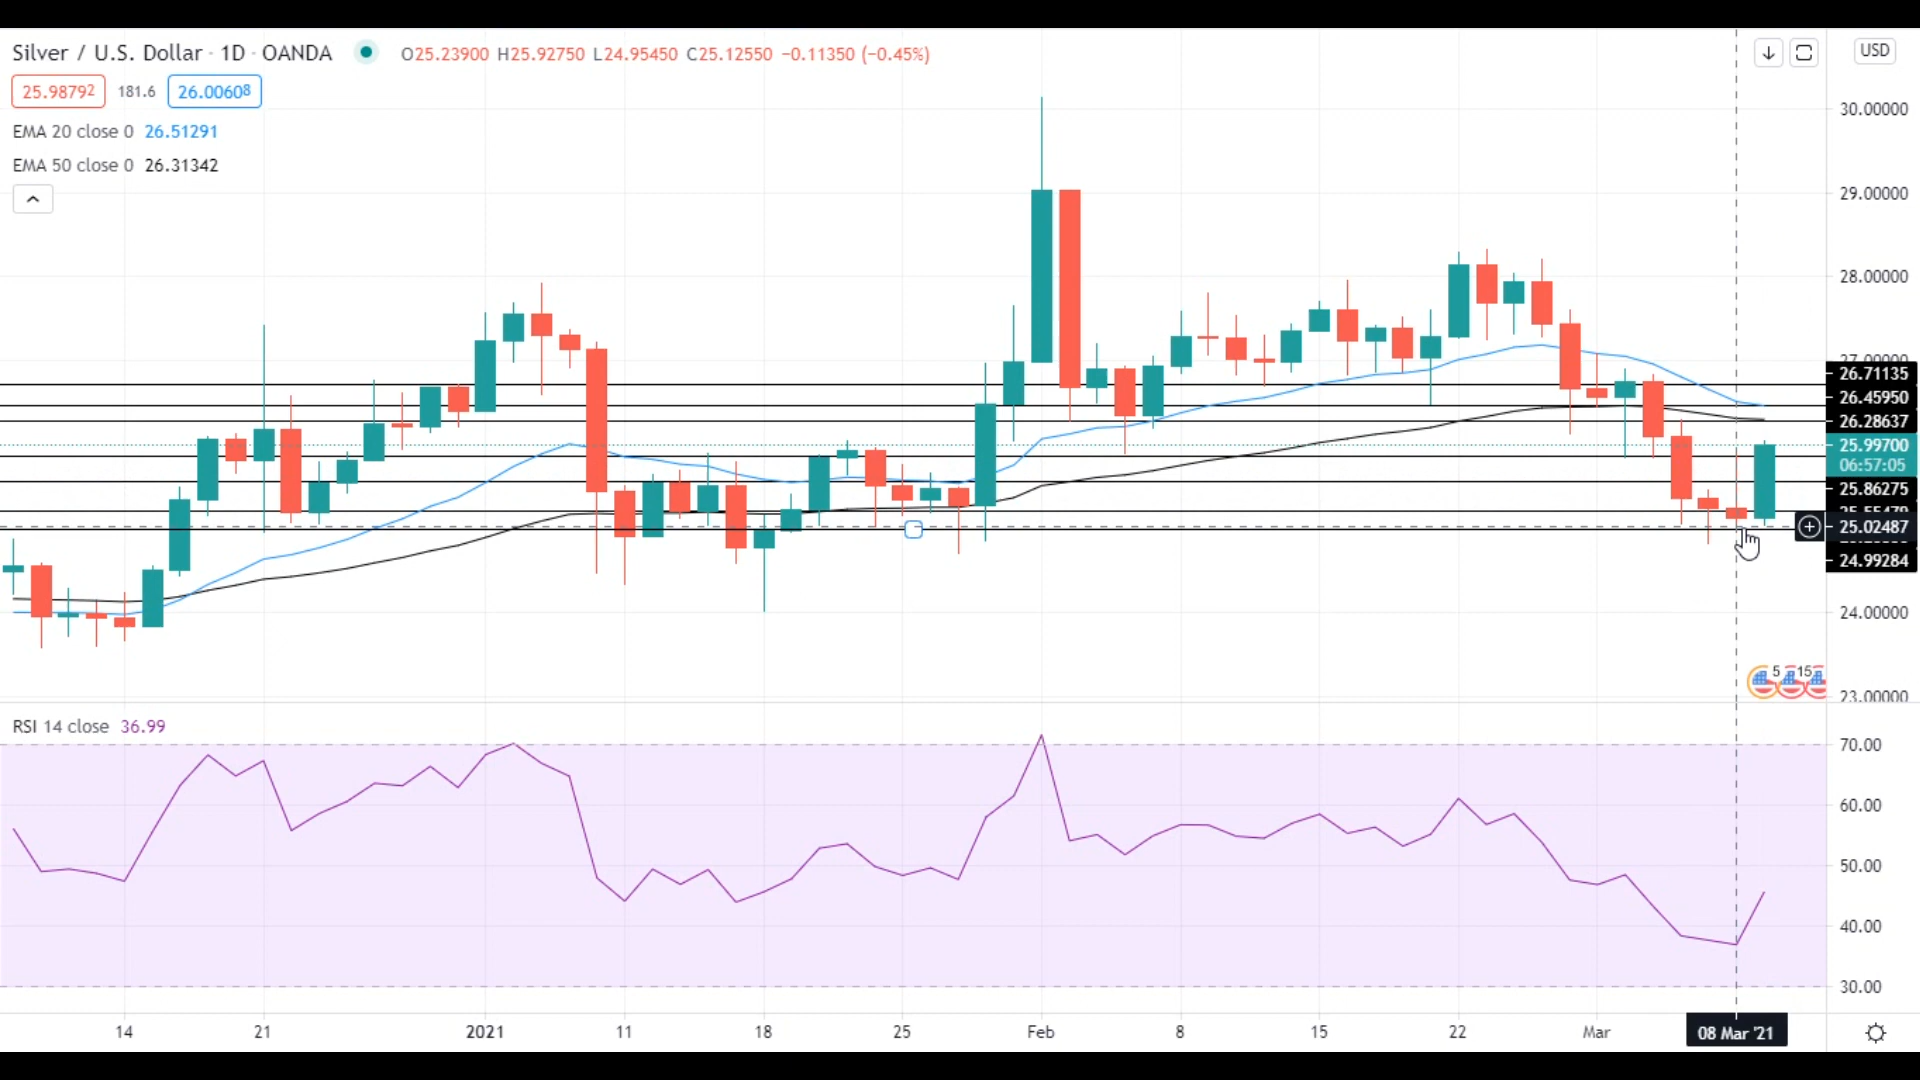 Silver / U.S. Dollar · 1D · OANDA O25.23900 H25.92750 L24.95450 C25.12550 −0.11350 (−0.45%)
USD
25.98792 181.6 26.00608
EMA 20 close 0 26.51291
EMA 50 close 0 26.31342
30.00000
29.00000
28.00000
27.00000
26.71135
26.45950
26.28637
25.99700
06:57:05
25.86275
25.02487
24.99284
24.00000
5 15
23.00000
RSI 14 close 36.99
70.00
60.00
50.00
40.00
30.00
14 21 2021 11 18 25 Feb 8 15 22 Mar 08 Mar '21